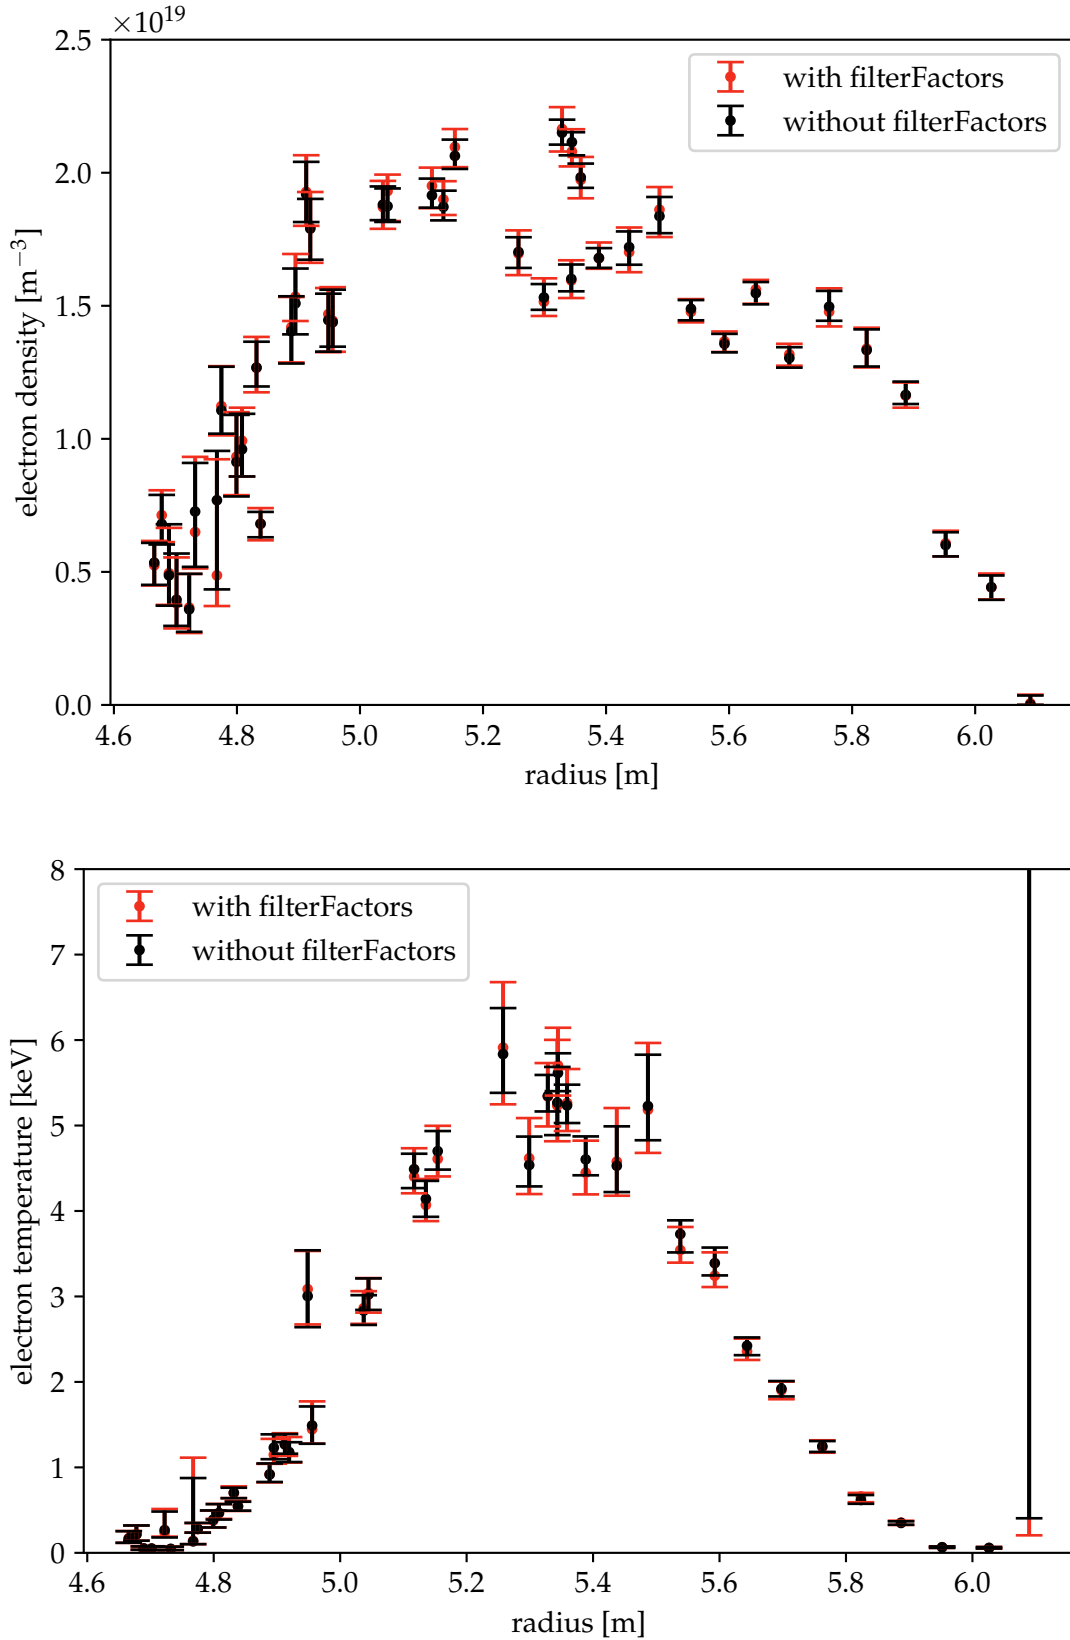 ×10¹⁹
2.5
2.0
1.5
1.0
0.5
0.0
electron density [m⁻³]
with filterFactors
without filterFactors
4.6 4.8 5.0 5.2 5.4 5.6 5.8 6.0
radius [m]
8
7
6
5
4
3
2
1
0
electron temperature [keV]
with filterFactors
without filterFactors
4.6 4.8 5.0 5.2 5.4 5.6 5.8 6.0
radius [m]